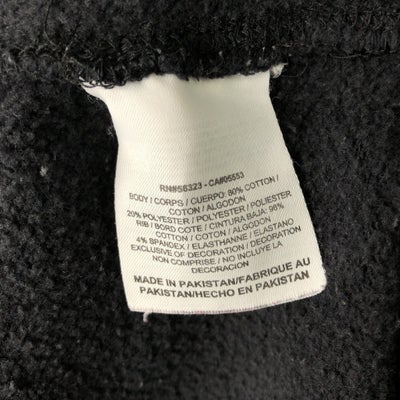 RN#56323 - CA#05553
BODY / CORPS / CUERPO: 80% COTTON /
COTON / ALGODON
20% POLYESTER / POLYESTER / POLYESTER
RIB / BORD COTE / CINTURA BAJA: 96%
COTTON / COTON / ALGODON
4% SPANDEX / ELASTHANNE / ELASTANO
EXCLUSIVE OF DECORATION / DECORATION
NON COMPRISE / NO INCLUYE LA
DECORACION
MADE IN PAKISTAN/FABRIQUE AU
PAKISTAN/HECHO EN PAKISTAN